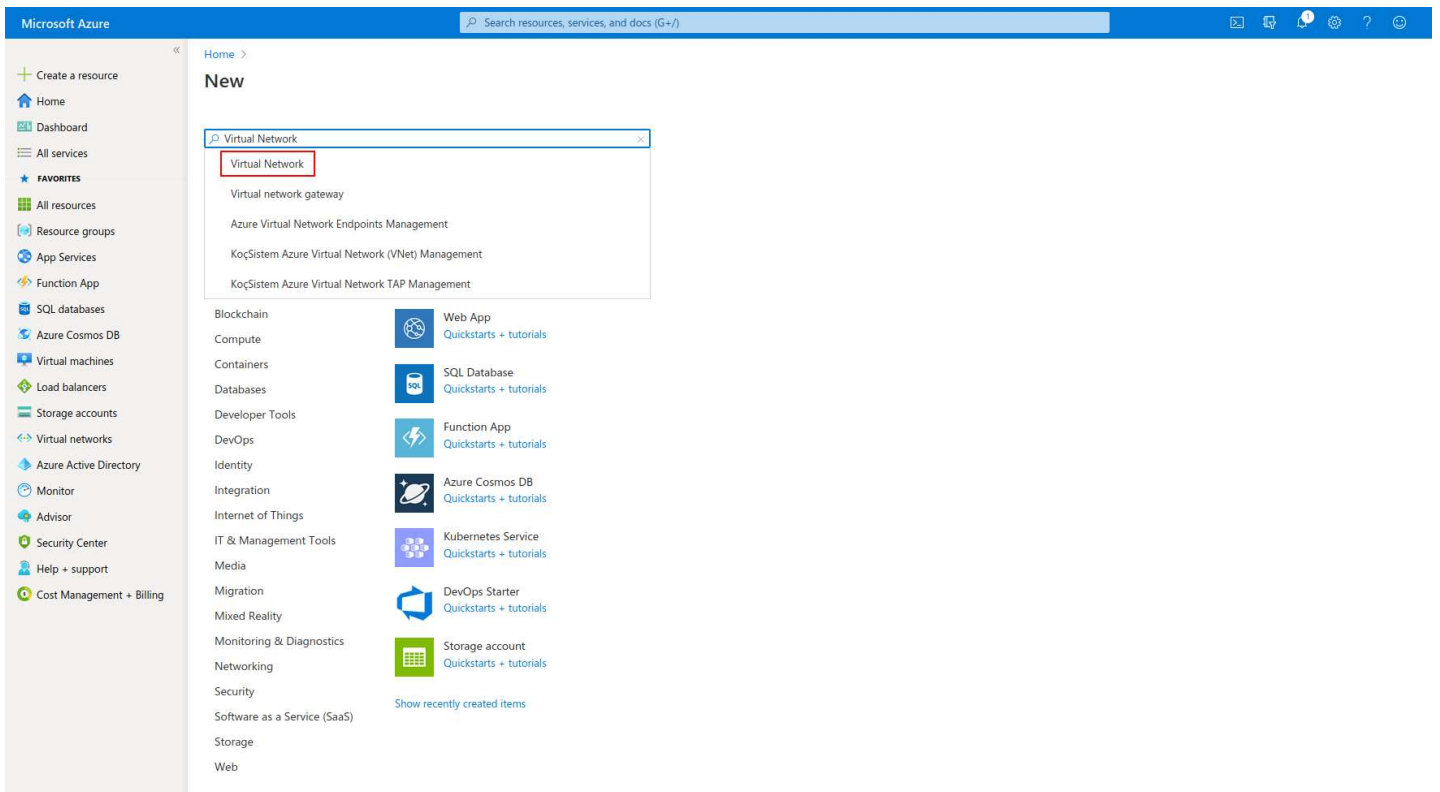 Microsoft Azure
Search resources, services, and docs (G+/)
1
«
Create a resource
Home
Dashboard
All services
FAVORITES
All resources
Resource groups
App Services
Function App
SQL databases
Azure Cosmos DB
Virtual machines
Load balancers
Storage accounts
Virtual networks
Azure Active Directory
Monitor
Advisor
Security Center
Help + support
Cost Management + Billing
Home >
New
Virtual Network
Virtual Network
Virtual network gateway
Azure Virtual Network Endpoints Management
KoçSistem Azure Virtual Network (VNet) Management
KoçSistem Azure Virtual Network TAP Management
Blockchain
Compute
Containers
Databases
Developer Tools
DevOps
Identity
Integration
Internet of Things
IT & Management Tools
Media
Migration
Mixed Reality
Monitoring & Diagnostics
Networking
Security
Software as a Service (SaaS)
Storage
Web
Web App
Quickstarts + tutorials
SQL
SQL Database
Quickstarts + tutorials
Function App
Quickstarts + tutorials
Azure Cosmos DB
Quickstarts + tutorials
Kubernetes Service
Quickstarts + tutorials
DevOps Starter
Quickstarts + tutorials
Storage account
Quickstarts + tutorials
Show recently created items